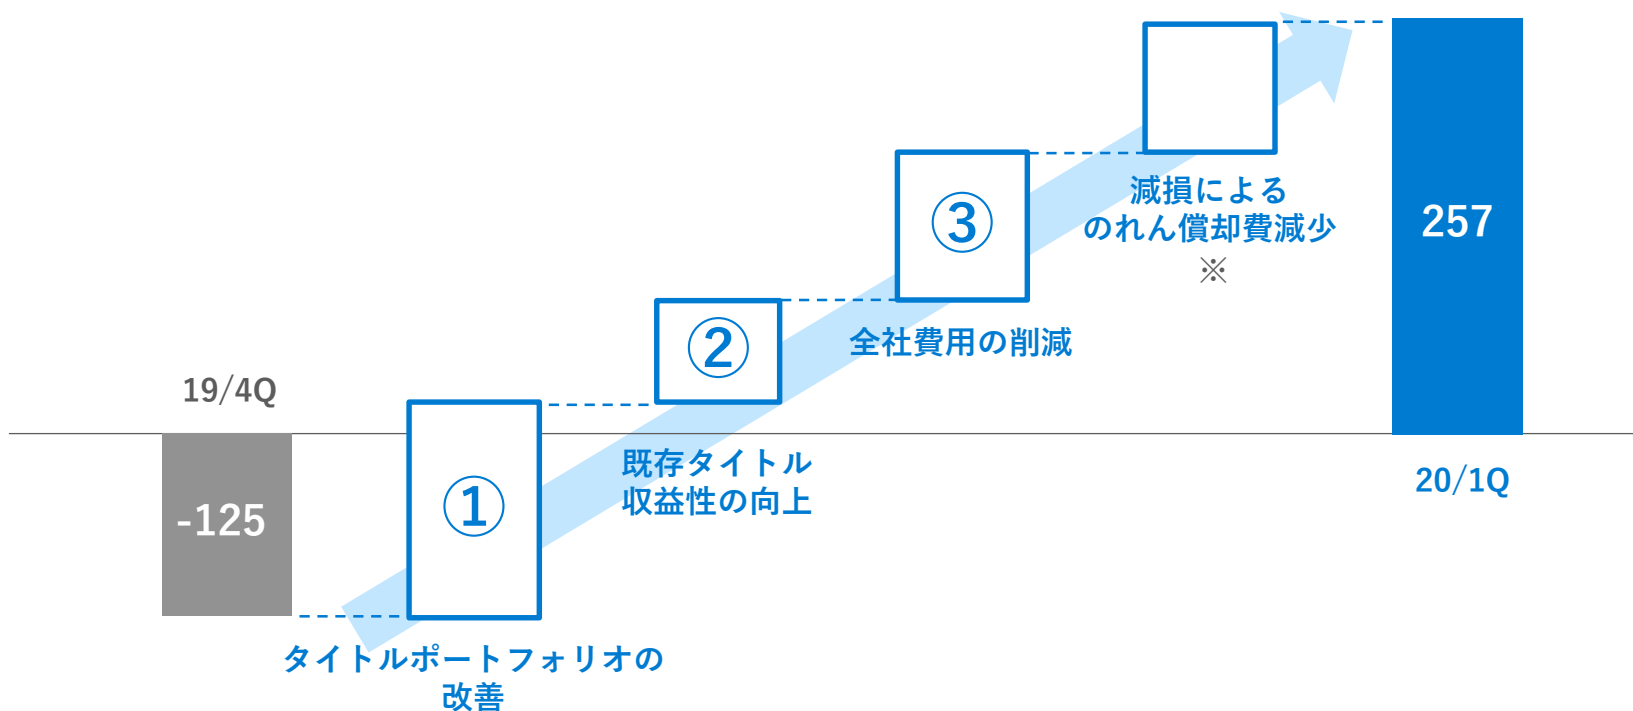 19/4Q
-125
①
タイトルポートフォリオの
改善
②
既存タイトル
収益性の向上
③
全社費用の削減
減損による
のれん償却費減少
※
257
20/1Q